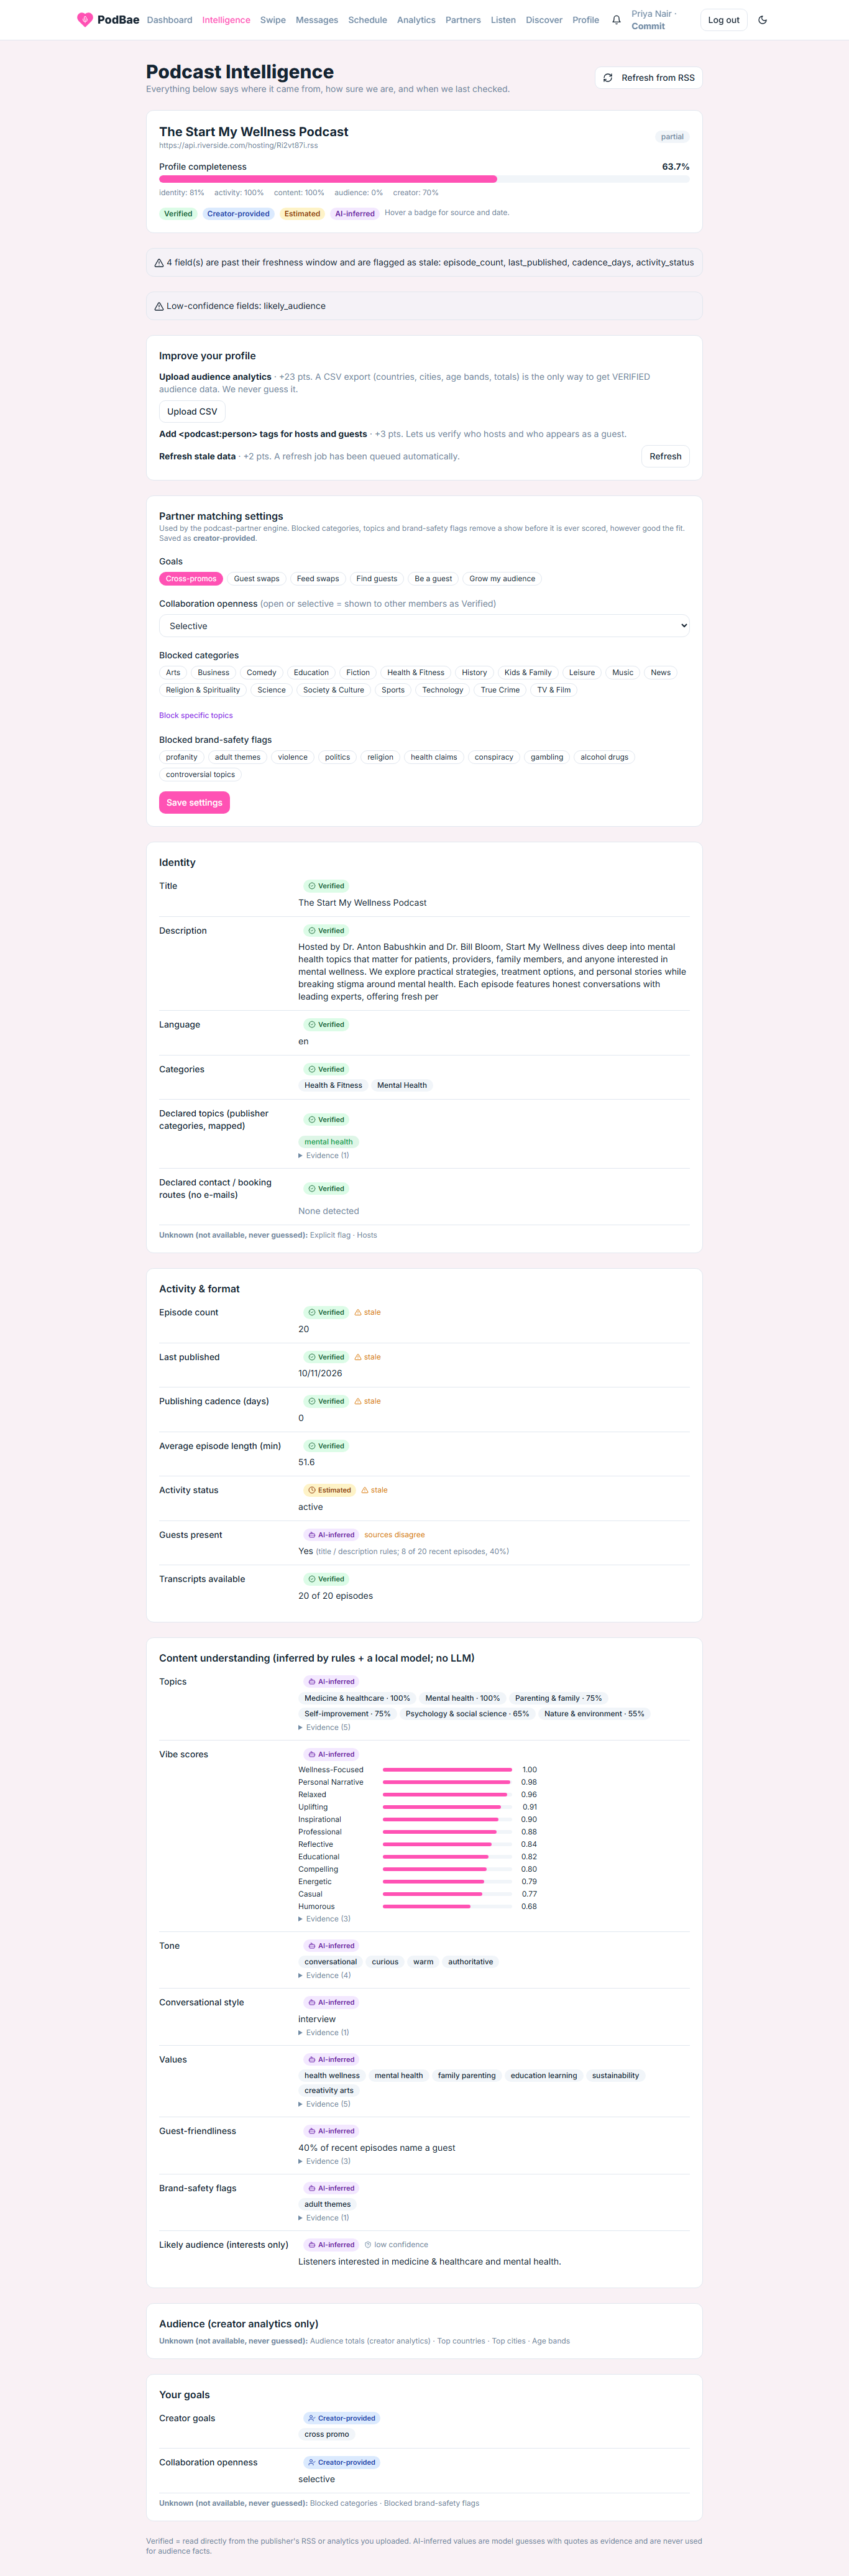 PodBae Dashboard Intelligence Swipe Messages Schedule Analytics Partners Listen Discover Profile Priya Nair · Commit Log out
Podcast Intelligence
Everything below says where it came from, how sure we are, and when we last checked.
Refresh from RSS
The Start My Wellness Podcast
partial
https://api.riverside.com/hosting/Ri2vt87i.rss
Profile completeness 63.7%
identity: 81% activity: 100% content: 100% audience: 0% creator: 70%
Verified Creator-provided Estimated AI-inferred Hover a badge for source and date.
4 field(s) are past their freshness window and are flagged as stale: episode_count, last_published, cadence_days, activity_status
Low-confidence fields: likely_audience
Improve your profile
Upload audience analytics · +23 pts. A CSV export (countries, cities, age bands, totals) is the only way to get VERIFIED
audience data. We never guess it.
Upload CSV
Add <podcast:person> tags for hosts and guests · +3 pts. Lets us verify who hosts and who appears as a guest.
Refresh stale data · +2 pts. A refresh job has been queued automatically.
Refresh
Partner matching settings
Used by the podcast-partner engine. Blocked categories, topics and brand-safety flags remove a show before it is ever scored, however good the fit.
Saved as creator-provided.
Goals
Cross-promos Guest swaps Feed swaps Find guests Be a guest Grow my audience
Collaboration openness (open or selective = shown to other members as Verified)
Selective
Blocked categories
Arts Business Comedy Education Fiction Health & Fitness History Kids & Family Leisure Music News
Religion & Spirituality Science Society & Culture Sports Technology True Crime TV & Film
Block specific topics
Blocked brand-safety flags
profanity adult themes violence politics religion health claims conspiracy gambling alcohol drugs
controversial topics
Save settings
Identity
Title Verified
The Start My Wellness Podcast
Description Verified
Hosted by Dr. Anton Babushkin and Dr. Bill Bloom, Start My Wellness dives deep into mental
health topics that matter for patients, providers, family members, and anyone interested in
mental wellness. We explore practical strategies, treatment options, and personal stories while
breaking stigma around mental health. Each episode features honest conversations with
leading experts, offering fresh per
Language Verified
en
Categories Verified
Health & Fitness Mental Health
Declared topics (publisher
categories, mapped)
Verified
mental health
Evidence (1)
Declared contact / booking
routes (no e-mails)
Verified
None detected
Unknown (not available, never guessed): Explicit flag · Hosts
Activity & format
Episode count Verified stale
20
Last published Verified stale
10/11/2026
Publishing cadence (days) Verified stale
0
Average episode length (min) Verified
51.6
Activity status Estimated stale
active
Guests present AI-inferred sources disagree
Yes (title / description rules; 8 of 20 recent episodes, 40%)
Transcripts available Verified
20 of 20 episodes
Content understanding (inferred by rules + a local model; no LLM)
Topics AI-inferred
Medicine & healthcare · 100% Mental health · 100% Parenting & family · 75%
Self-improvement · 75% Psychology & social science · 65% Nature & environment · 55%
Evidence (5)
Vibe scores AI-inferred
Wellness-Focused 1.00
Personal Narrative 0.98
Relaxed 0.96
Uplifting 0.91
Inspirational 0.90
Professional 0.88
Reflective 0.84
Educational 0.82
Compelling 0.80
Energetic 0.79
Casual 0.77
Humorous 0.68
Evidence (3)
Tone AI-inferred
conversational curious warm authoritative
Evidence (4)
Conversational style AI-inferred
interview
Evidence (1)
Values AI-inferred
health wellness mental health family parenting education learning sustainability
creativity arts
Evidence (5)
Guest-friendliness AI-inferred
40% of recent episodes name a guest
Evidence (3)
Brand-safety flags AI-inferred
adult themes
Evidence (1)
Likely audience (interests only) AI-inferred low confidence
Listeners interested in medicine & healthcare and mental health.
Audience (creator analytics only)
Unknown (not available, never guessed): Audience totals (creator analytics) · Top countries · Top cities · Age bands
Your goals
Creator goals Creator-provided
cross promo
Collaboration openness Creator-provided
selective
Unknown (not available, never guessed): Blocked categories · Blocked brand-safety flags
Verified = read directly from the publisher's RSS or analytics you uploaded. AI-inferred values are model guesses with quotes as evidence and are never used
for audience facts.